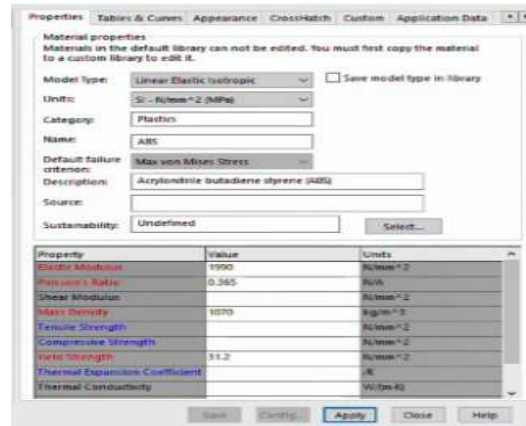 Properties Tables & Curves Appearance CrossHatch Custom Application Data
Material properties
Materials in the default library can not be edited. You must first copy the material
to a custom library to edit it.
Model Type: Linear Elastic Isotropic Save model type in library
Units: SI - N/mm^2 (MPa)
Category: Plastics
Name: ABS
Default failure
criterion: Max von Mises Stress
Description: Acrylonitrile butadiene styrene (ABS)
Source:
Sustainability: Undefined Select...
Property Value Units
Elastic Modulus 1990 N/mm^2
Poisson's Ratio 0.365 N/A
Shear Modulus N/mm^2
Mass Density 1070 kg/m^3
Tensile Strength N/mm^2
Compressive Strength N/mm^2
Yield Strength 31.2 N/mm^2
Thermal Expansion Coefficient /K
Thermal Conductivity W/(m·K)
Save Config... Apply Close Help